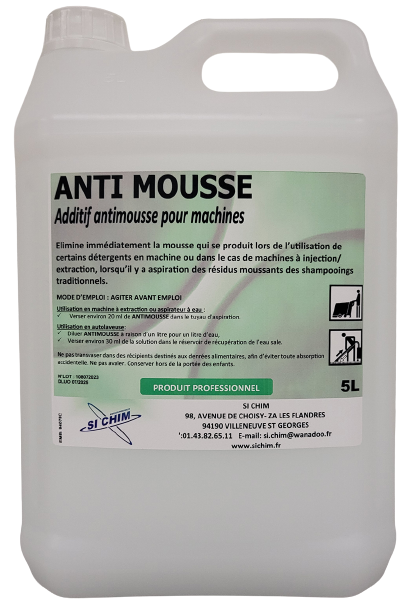 ANTI MOUSSE
Additif antimousse pour machines
Elimine immédiatement la mousse qui se produit lors de l'utilisation de
certains détergents en machine ou dans le cas de machines à injection/
extraction, lorsqu'il y a aspiration des résidus moussants des shampooings
traditionnels.
MODE D'EMPLOI : AGITER AVANT EMPLOI
Utilisation en machine à extraction ou aspirateur à eau :
✓ Verser environ 20 ml de ANTIMOUSSE dans le tuyau d'aspiration.
Utilisation en autolaveuse:
✓ Diluer ANTIMOUSSE à raison d'un litre pour un litre d'eau,
✓ Verser environ 30 ml de la solution dans le réservoir de récupération de l'eau sale.
Ne pas transvaser dans des récipients destinés aux denrées alimentaires, afin d'éviter toute absorption
accidentelle. Ne pas avaler. Conserver hors de la portée des enfants.
N°LOT : 108072023
DLUO 07/2025
PRODUIT PROFESSIONNEL
5L
SI CHIM
SI CHIM
98, AVENUE DE CHOISY- ZA LES FLANDRES
94190 VILLENEUVE ST GEORGES
':01.43.82.65.11 E-mail: si.chim@wanadoo.fr
www.sichim.fr